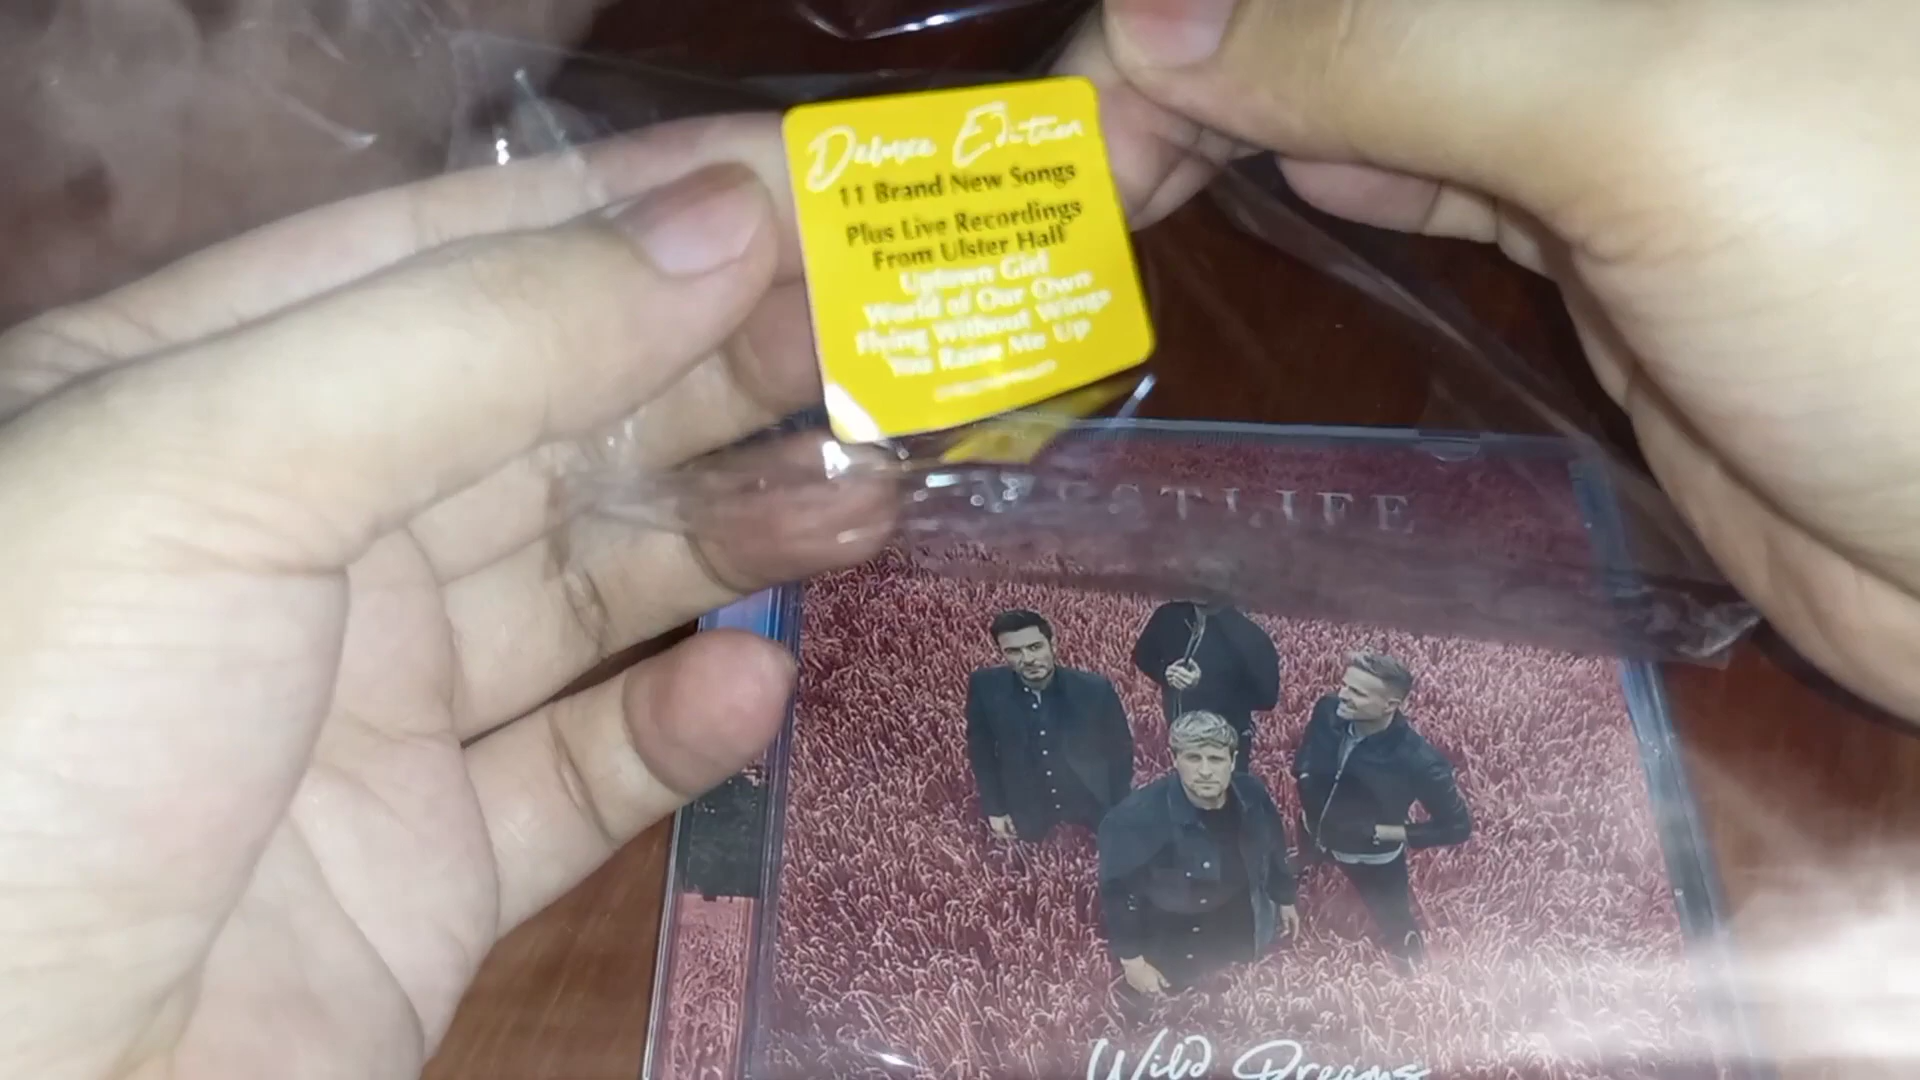 Deluxe Edition
11 Brand New Songs
Plus Live Recordings
From Ulster Hall
Uptown Girl
World of Our Own
Flying Without Wings
You Raise Me Up
WESTLIFE
Wild Dreams